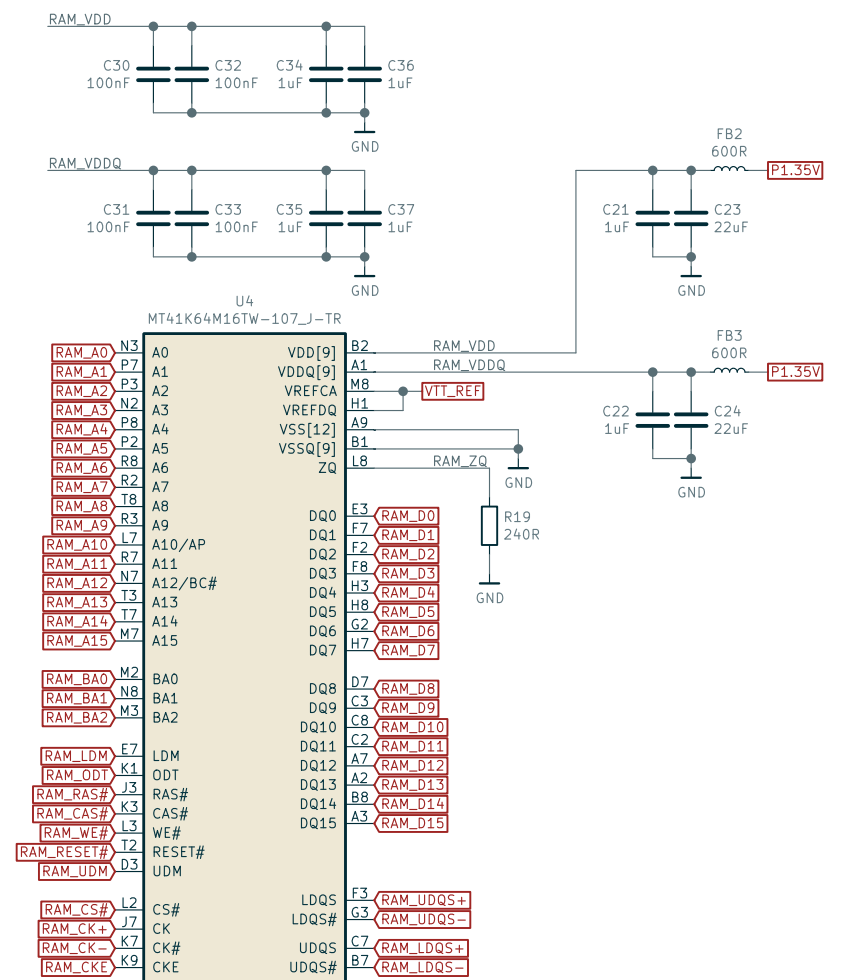 RAM_VDD
C30
100nF
C32
100nF
C34
1uF
C36
1uF
GND
RAM_VDDQ
C31
100nF
C33
100nF
C35
1uF
C37
1uF
GND
FB2
600R
P1.35V
C21
1uF
C23
22uF
GND
FB3
600R
P1.35V
C22
1uF
C24
22uF
GND
U4
MT41K64M16TW-107_J-TR
RAM_A0 N3 A0
RAM_A1 P7 A1
RAM_A2 P3 A2
RAM_A3 N2 A3
RAM_A4 P8 A4
RAM_A5 P2 A5
RAM_A6 R8 A6
RAM_A7 R2 A7
RAM_A8 T8 A8
RAM_A9 R3 A9
RAM_A10 L7 A10/AP
RAM_A11 R7 A11
RAM_A12 N7 A12/BC#
RAM_A13 T3 A13
RAM_A14 T7 A14
RAM_A15 M7 A15
RAM_BA0 M2 BA0
RAM_BA1 N8 BA1
RAM_BA2 M3 BA2
RAM_LDM E7 LDM
RAM_ODT K1 ODT
RAM_RAS# J3 RAS#
RAM_CAS# K3 CAS#
RAM_WE# L3 WE#
RAM_RESET# T2 RESET#
RAM_UDM D3 UDM
RAM_CS# L2 CS#
RAM_CK+ J7 CK
RAM_CK- K7 CK#
RAM_CKE K9 CKE
VDD[9] B2 RAM_VDD
VDDQ[9] A1 RAM_VDDQ
VREFCA M8 VTT_REF
VREFDQ H1
VSS[12] A9
VSSQ[9] B1
GND
ZQ L8 RAM_ZQ
R19
240R
GND
DQ0 E3 RAM_D0
DQ1 F7 RAM_D1
DQ2 F2 RAM_D2
DQ3 F8 RAM_D3
DQ4 H3 RAM_D4
DQ5 H8 RAM_D5
DQ6 G2 RAM_D6
DQ7 H7 RAM_D7
DQ8 D7 RAM_D8
DQ9 C3 RAM_D9
DQ10 C8 RAM_D10
DQ11 C2 RAM_D11
DQ12 A7 RAM_D12
DQ13 A2 RAM_D13
DQ14 B8 RAM_D14
DQ15 A3 RAM_D15
LDQS F3 RAM_UDQS+
LDQS# G3 RAM_UDQS-
UDQS C7 RAM_LDQS+
UDQS# B7 RAM_LDQS-